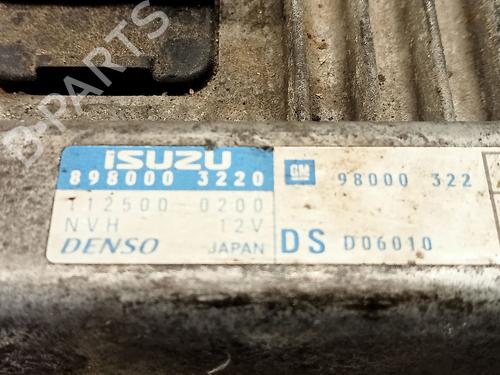 B-PARTS
ISUZU
898000 3220
112500-0200
NVH 12V
DENSO JAPAN
GM 98000 322
DS D06010